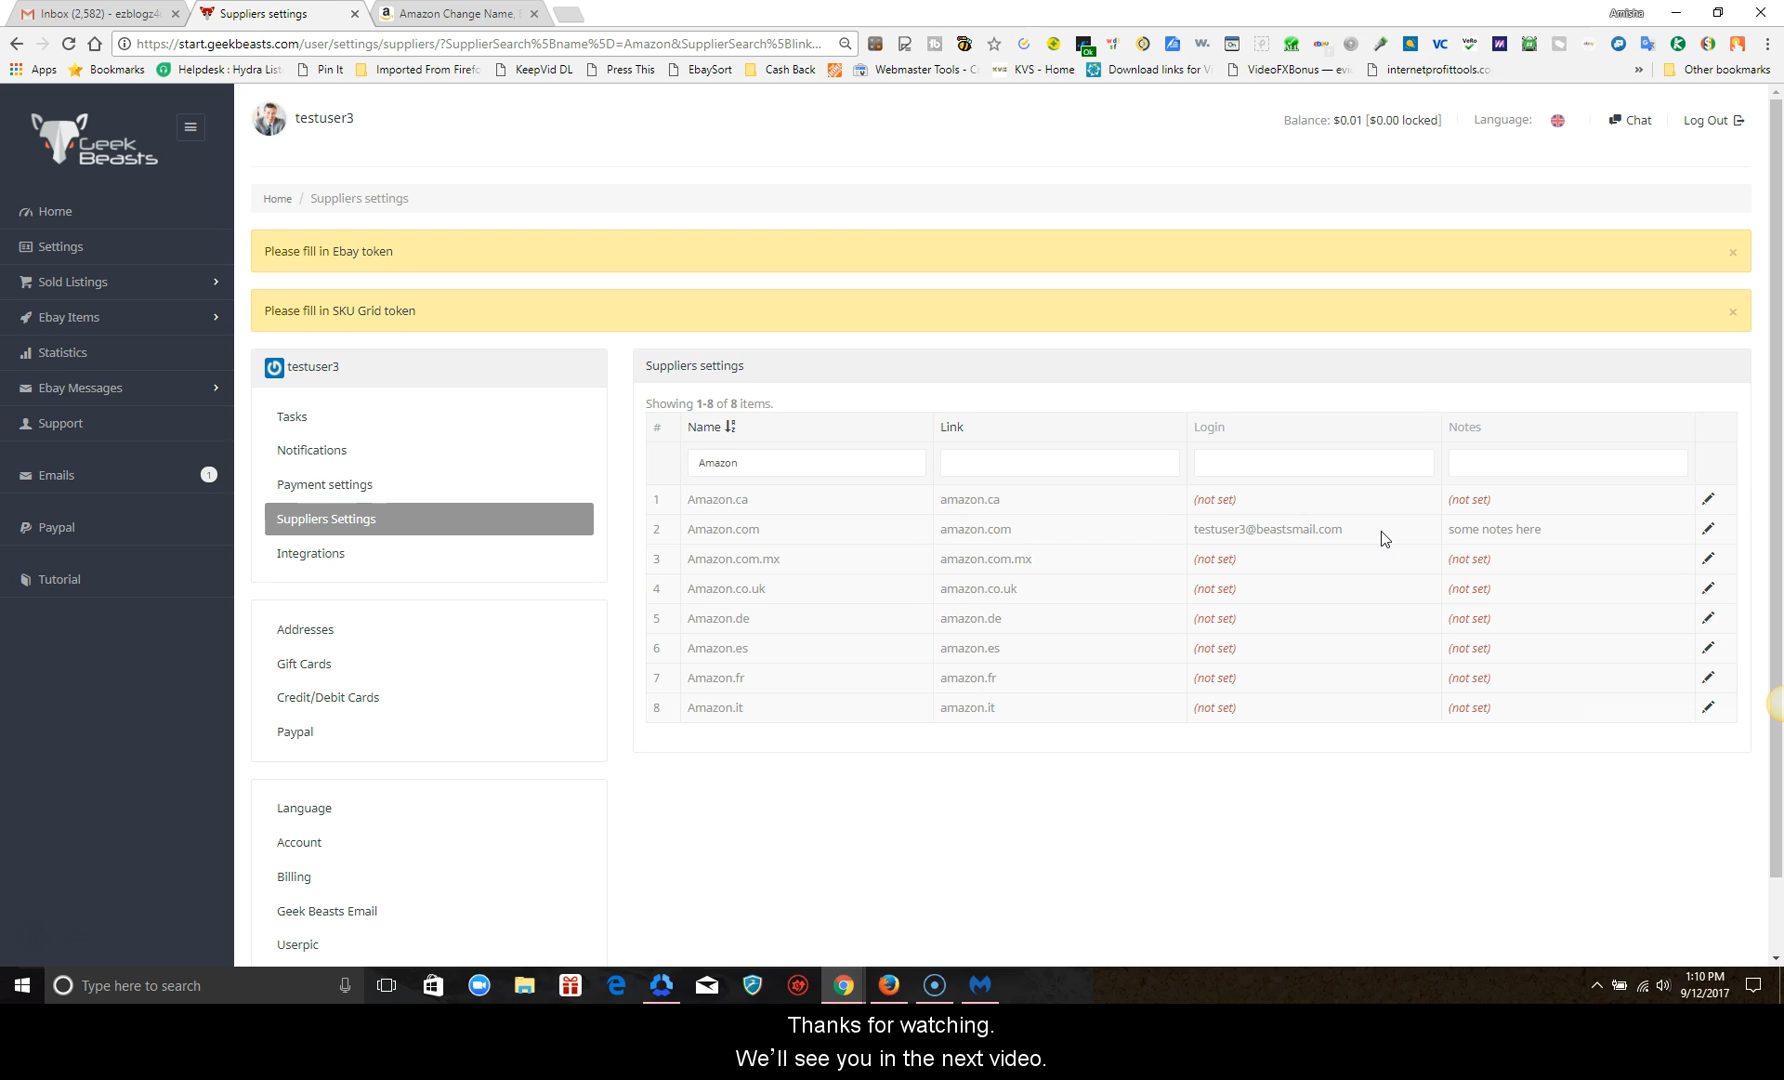 Inbox (2,582) - ezblogz4
Suppliers settings
Amazon Change Name,
Amisha
https://start.geekbeasts.com/user/settings/suppliers/?SupplierSearch%5Bname%5D=Amazon&SupplierSearch%5Blink...
Apps
Bookmarks
Helpdesk : Hydra List
Pin It
Imported From Firefo
KeepVid DL
Press This
EbaySort
Cash Back
Webmaster Tools - C
KVS - Home
Download links for Vi
VideoFXBonus — evi
internetprofittools.co
»
Other bookmarks
Geek
Beasts
testuser3
Balance: $0.01 [$0.00 locked]
Language:
Chat
Log Out
Home
Settings
Sold Listings
Ebay Items
Statistics
Ebay Messages
Support
Emails
1
Paypal
Tutorial
Home / Suppliers settings
Please fill in Ebay token
×
Please fill in SKU Grid token
×
testuser3
Tasks
Notifications
Payment settings
Suppliers Settings
Integrations
Addresses
Gift Cards
Credit/Debit Cards
Paypal
Language
Account
Billing
Geek Beasts Email
Userpic
Suppliers settings
Showing 1-8 of 8 items.
# Name Link Login Notes
Amazon
1 Amazon.ca amazon.ca (not set) (not set)
2 Amazon.com amazon.com testuser3@beastsmail.com some notes here
3 Amazon.com.mx amazon.com.mx (not set) (not set)
4 Amazon.co.uk amazon.co.uk (not set) (not set)
5 Amazon.de amazon.de (not set) (not set)
6 Amazon.es amazon.es (not set) (not set)
7 Amazon.fr amazon.fr (not set) (not set)
8 Amazon.it amazon.it (not set) (not set)
Type here to search
1:10 PM
9/12/2017
Thanks for watching.
We'll see you in the next video.